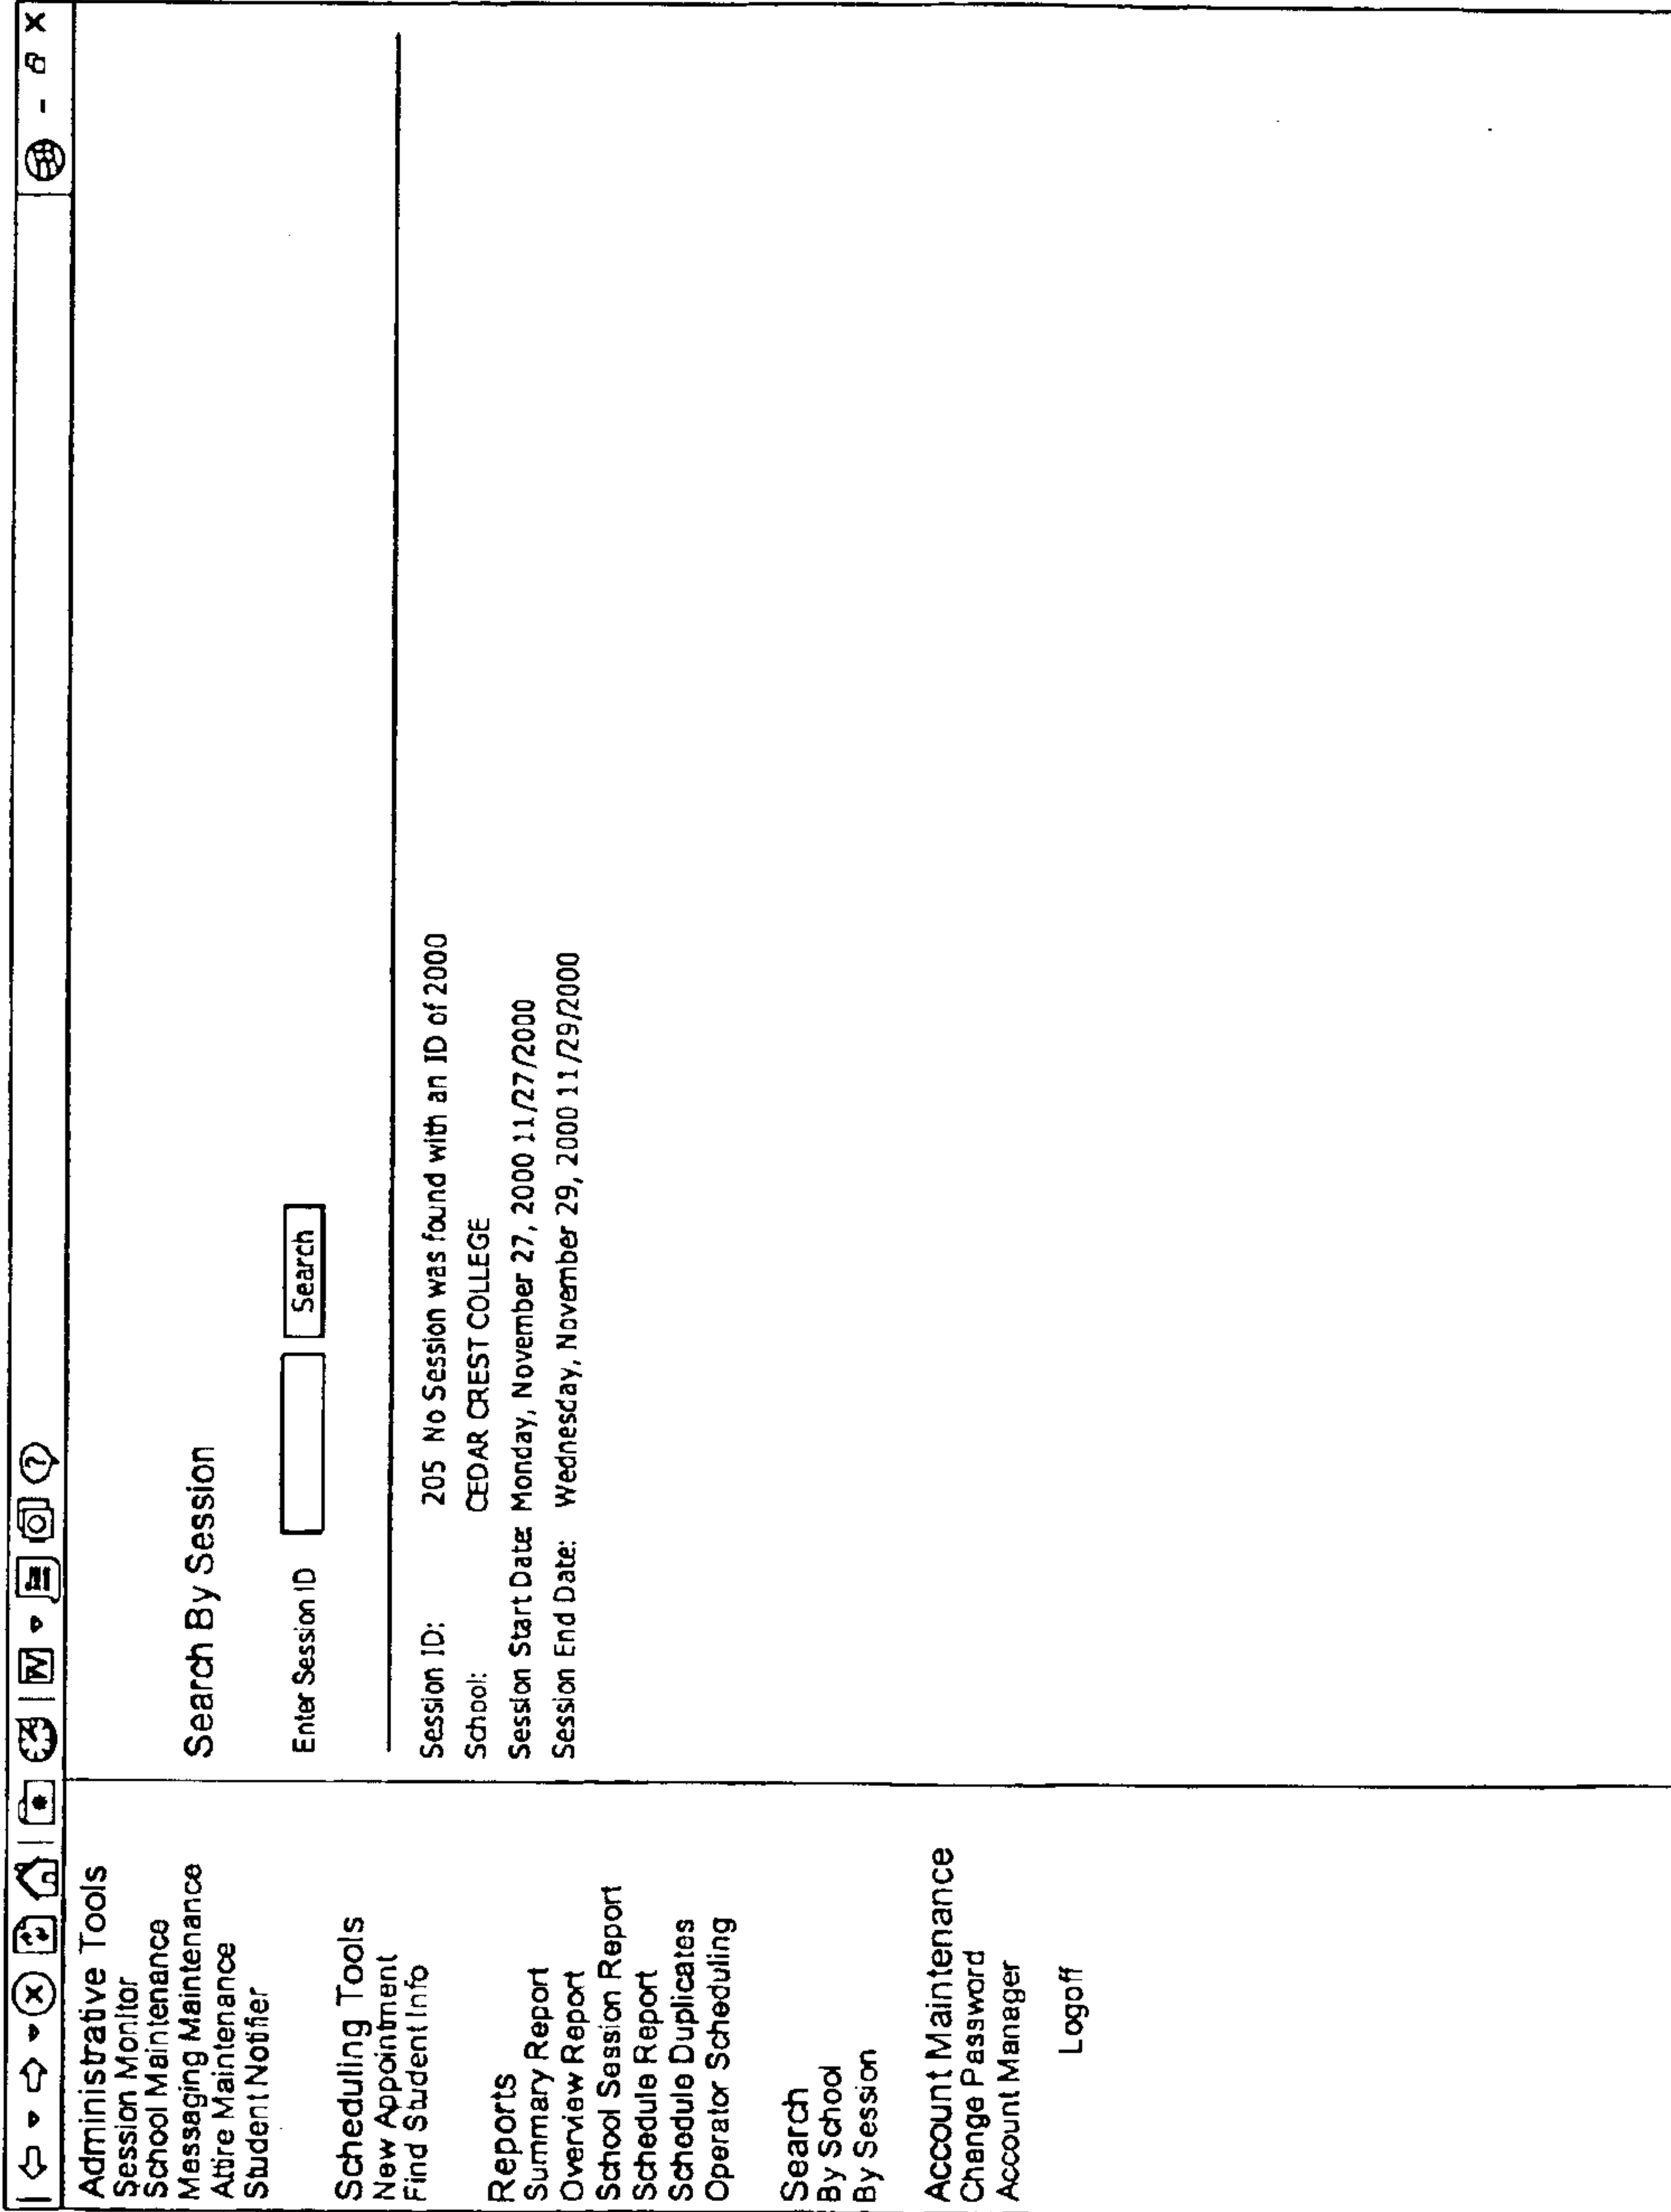 Administrative Tools
Session Monitor
School Maintenance
Messaging Maintenance
Attire Maintenance
Student Notifier
Scheduling Tools
New Appointment
Find Student Info
Reports
Summary Report
Overview Report
School Session Report
Schedule Report
Schedule Duplicates
Operator Scheduling
Search
By School
By Session
Account Maintenance
Change Password
Account Manager
Logoff
Search By Session
Enter Session ID Search
Session ID: 205 No Session was found with an ID of 2000
School: CEDAR CREST COLLEGE
Session Start Date: Monday, November 27, 2000 11/27/2000
Session End Date: Wednesday, November 29, 2000 11/29/2000